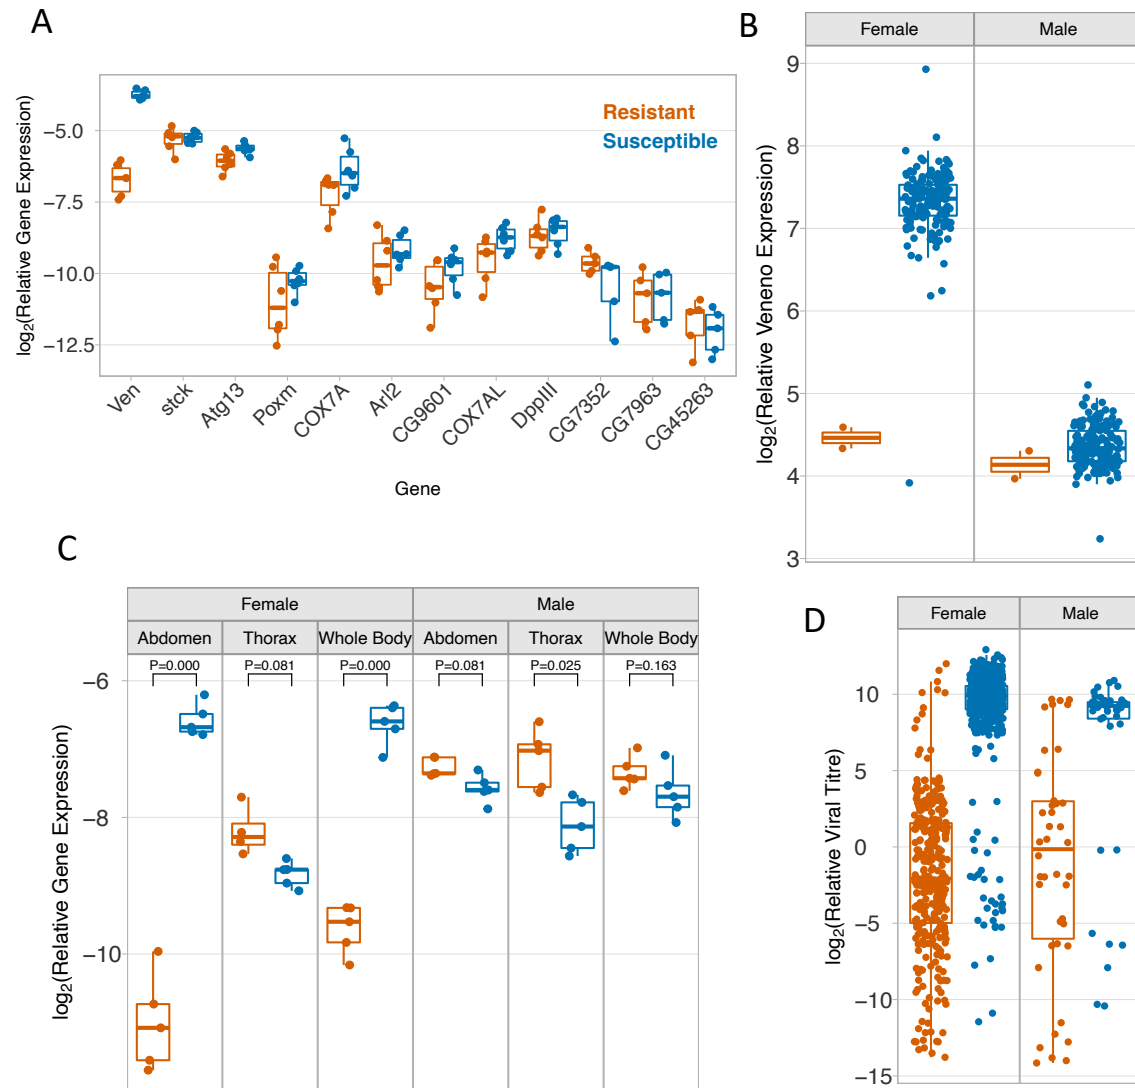 A
log2(Relative Gene Expression)
−5.0
−7.5
−10.0
−12.5
Resistant
Susceptible
Ven
stck
Atg13
Poxm
COX7A
Arl2
CG9601
COX7AL
DppIII
CG7352
CG7963
CG45263
Gene
B
Female Male
log2(Relative Veneno Expression)
9
8
7
6
5
4
3
C
Female Male
Abdomen Thorax Whole Body Abdomen Thorax Whole Body
P=0.000 P=0.081 P=0.000 P=0.081 P=0.025 P=0.163
log2(Relative Gene Expression)
−6
−8
−10
D
Female Male
log2(Relative Viral Titre)
10
5
0
−5
−10
−15